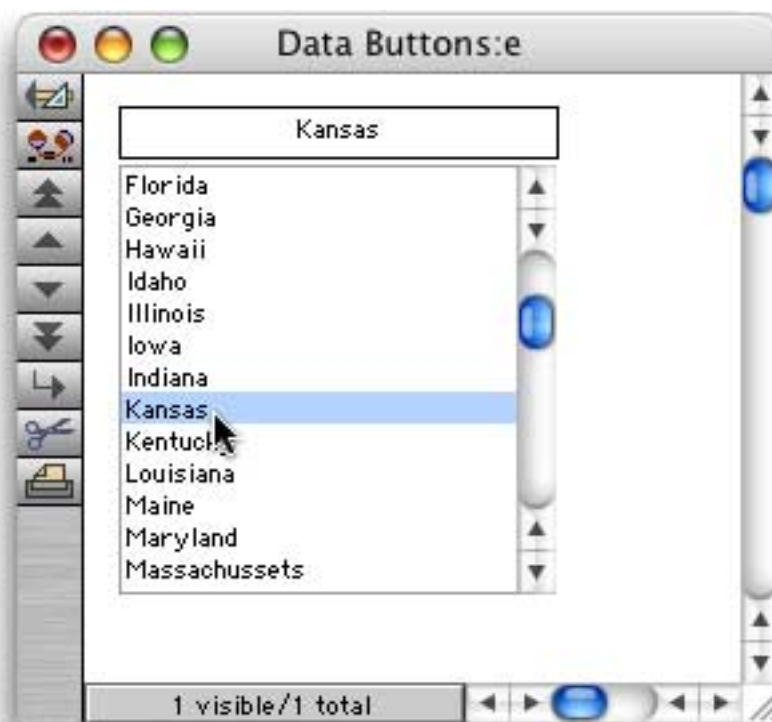 Data Buttons:e
Kansas
Florida
Georgia
Hawaii
Idaho
Illinois
Iowa
Indiana
Kansas
Kentucky
Louisiana
Maine
Maryland
Massachussets
1 visible/1 total